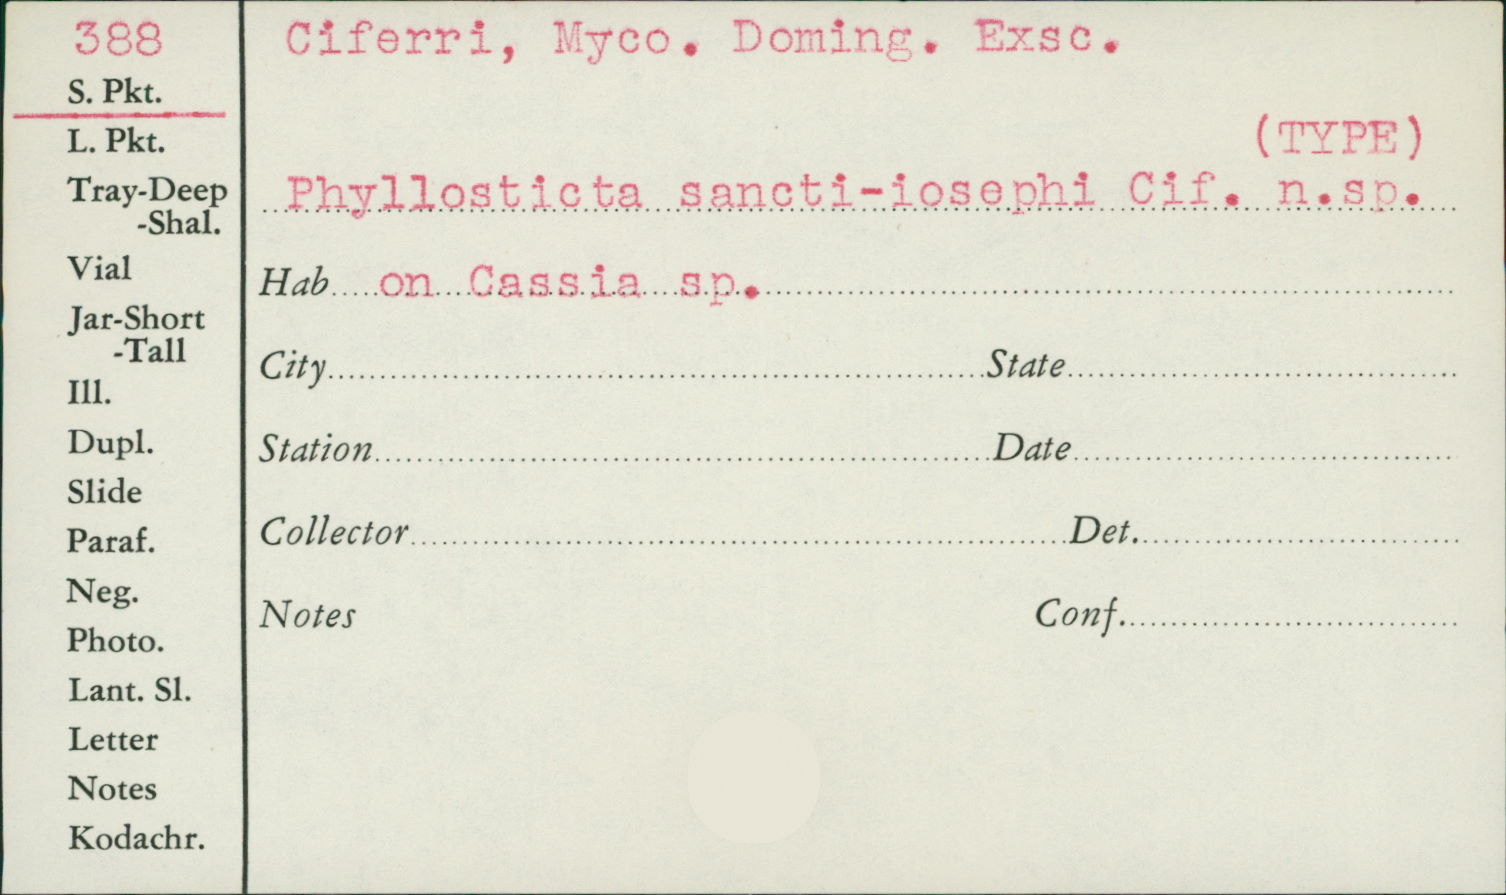 388
S. Pkt.
L. Pkt.
Tray-Deep
-Shal.
Vial
Jar-Short
-Tall
Ill.
Dupl.
Slide
Paraf.
Neg.
Photo.
Lant. Sl.
Letter
Notes
Kodachr.
Ciferri, Myco. Doming. Exsc.
(TYPE)
Phyllosticta sancti-iosephi Cif. n.sp.
Hab on Cassia sp.
City State
Station Date
Collector Det.
Notes Conf.